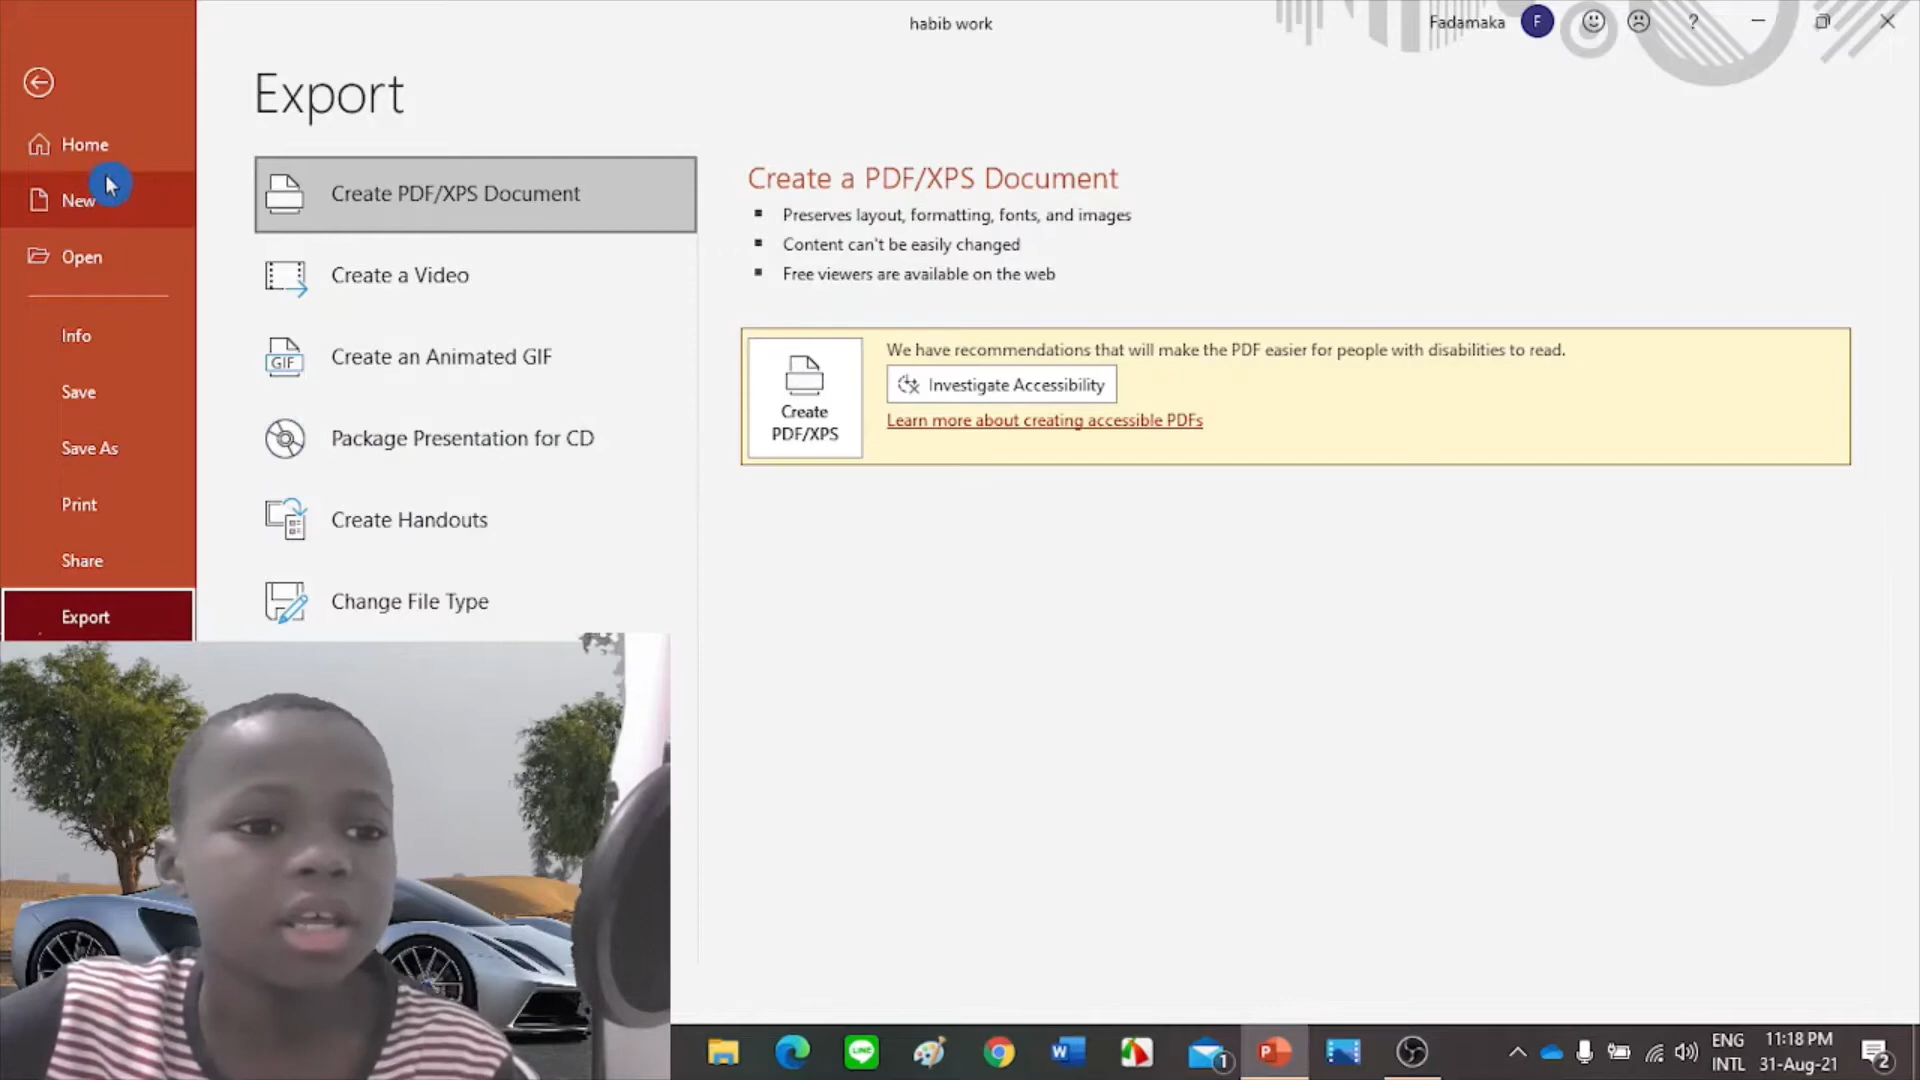 habib work
Fadamaka F
?
Export
Home
New
Open
Info
Save
Save As
Print
Share
Export
Create PDF/XPS Document
Create a Video
GIF
Create an Animated GIF
Package Presentation for CD
Create Handouts
Change File Type
Create a PDF/XPS Document
Preserves layout, formatting, fonts, and images
Content can't be easily changed
Free viewers are available on the web
Create
PDF/XPS
We have recommendations that will make the PDF easier for people with disabilities to read.
Investigate Accessibility
Learn more about creating accessible PDFs
LINE
W
1
P
ENG
INTL
11:18 PM
31-Aug-21
2